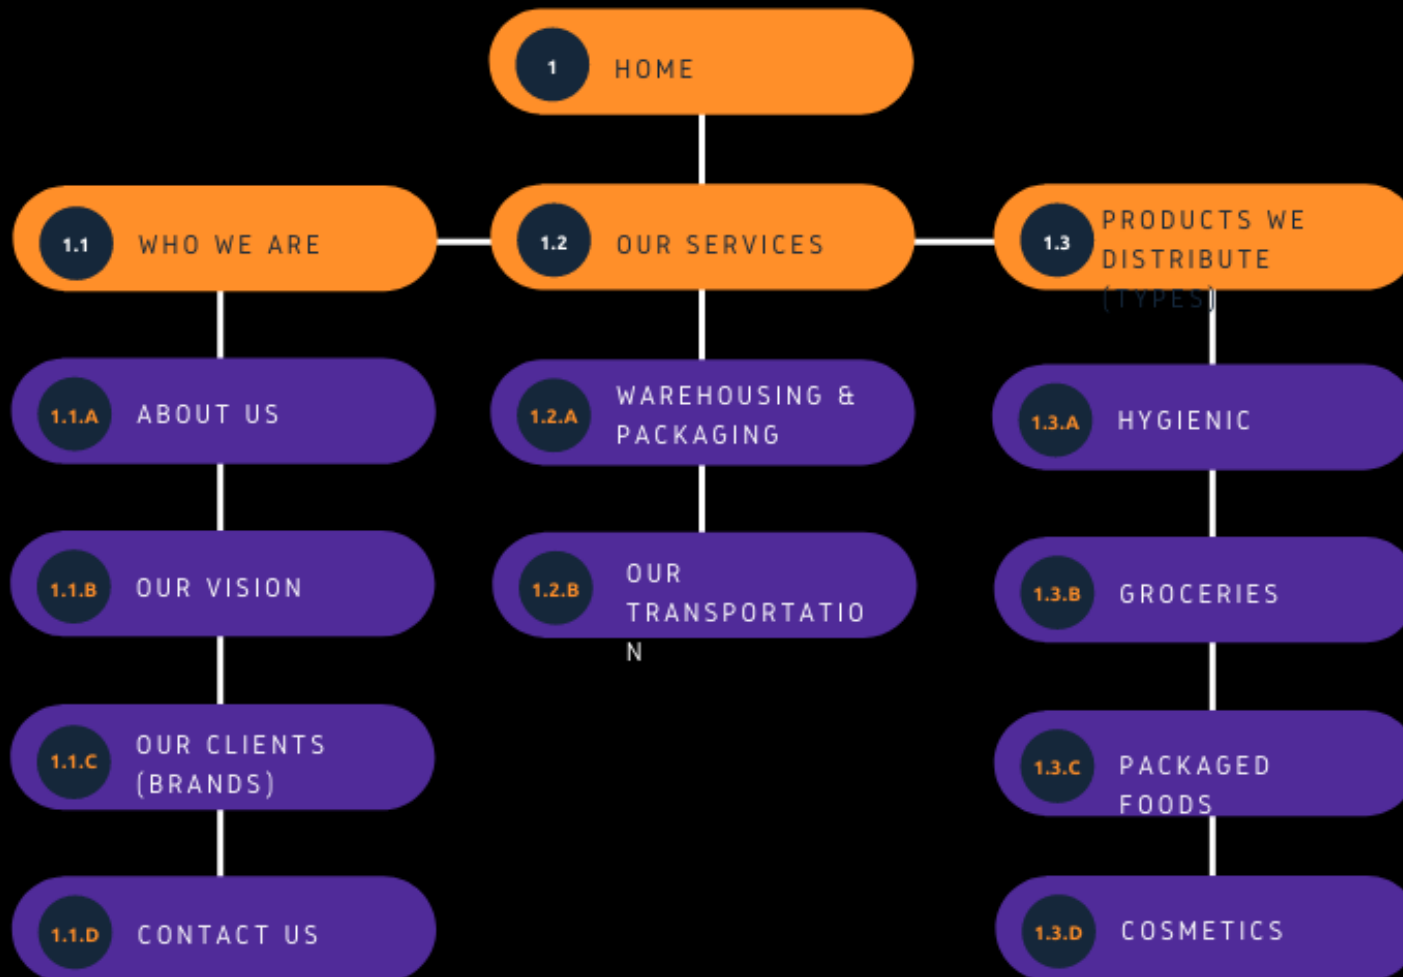 1
HOME
1.1
WHO WE ARE
1.2
OUR SERVICES
1.3
PRODUCTS WE
DISTRIBUTE
(TYPES)
1.1.A
ABOUT US
1.2.A
WAREHOUSING &
PACKAGING
1.3.A
HYGIENIC
1.1.B
OUR VISION
1.2.B
OUR
TRANSPORTATIO
N
1.3.B
GROCERIES
1.1.C
OUR CLIENTS
(BRANDS)
1.3.C
PACKAGED
FOODS
1.1.D
CONTACT US
1.3.D
COSMETICS